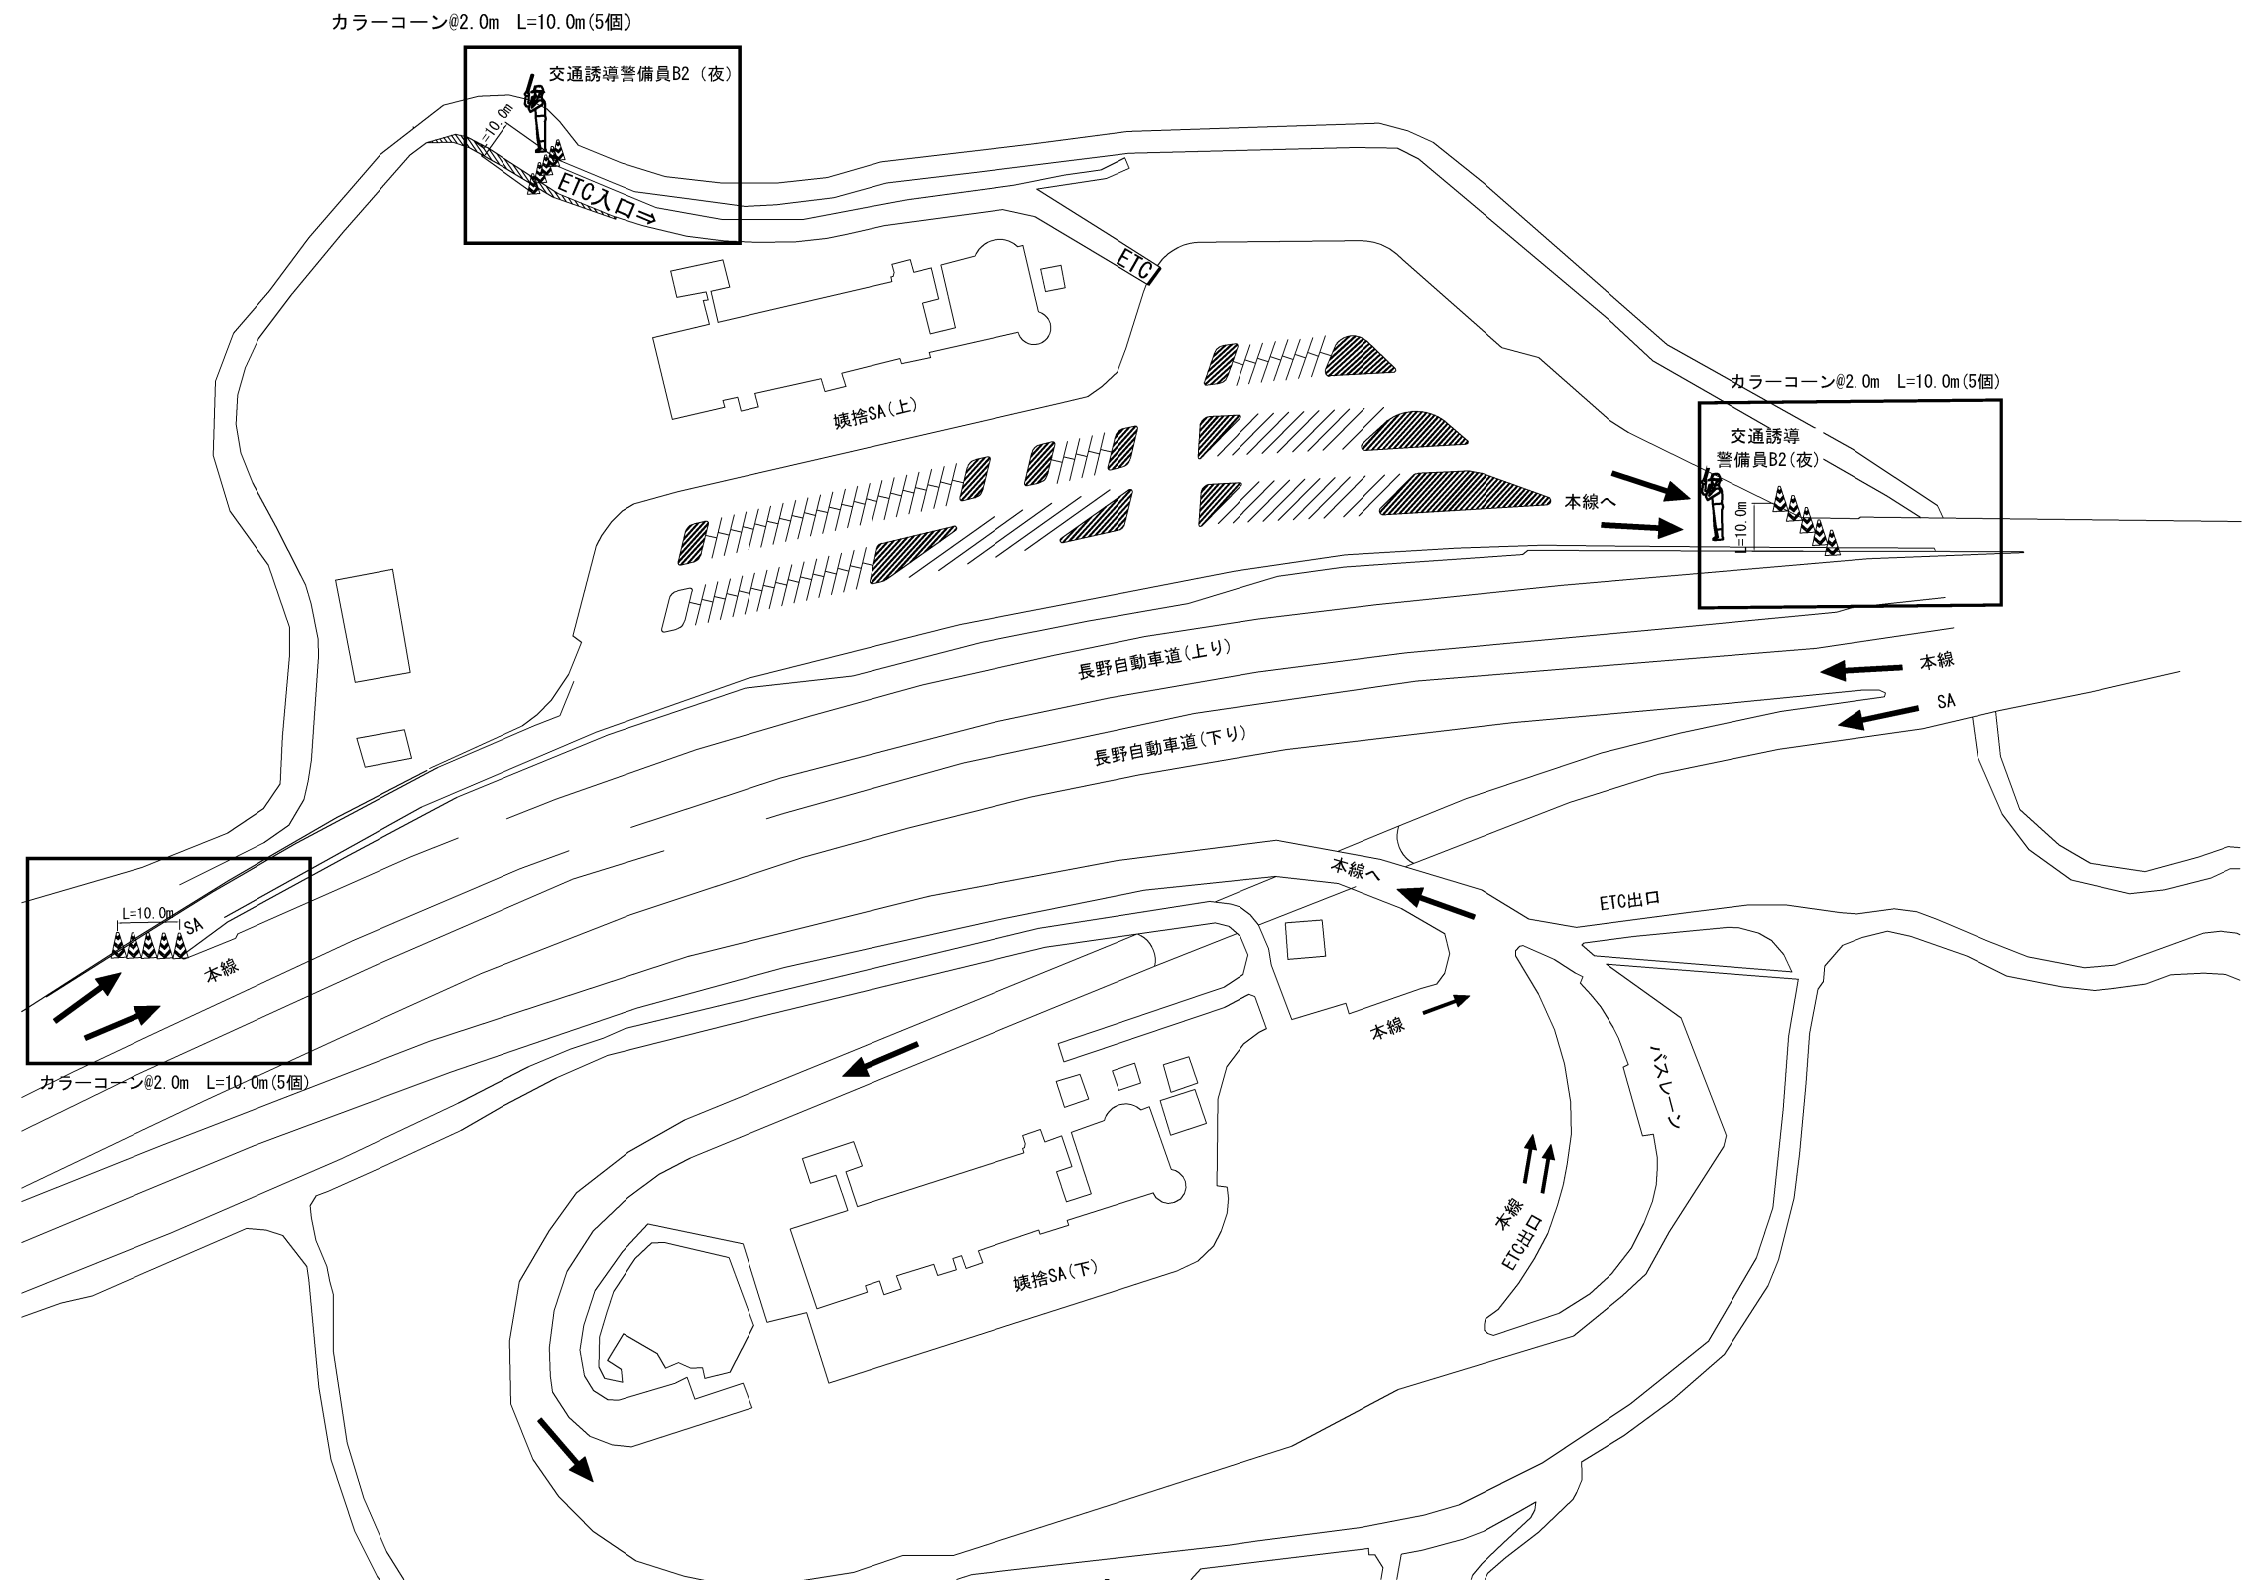 カラーコーン@2.0m　L=10.0m(5個)
交通誘導警備員B2（夜）
=10.0m
ETC入口⇒
ETC
姨捨SA(上)
カラーコーン@2.0m　L=10.0m(5個)
交通誘導
警備員B2(夜)
L=10.0m
本線へ
長野自動車道(上り)
本線
SA
長野自動車道(下り)
本線へ
ETC出口
L=10.0m
SA
本線
カラーコーン@2.0m　L=10.0m(5個)
本線
バスレーン
本線
ETC出口
姨捨SA(下)